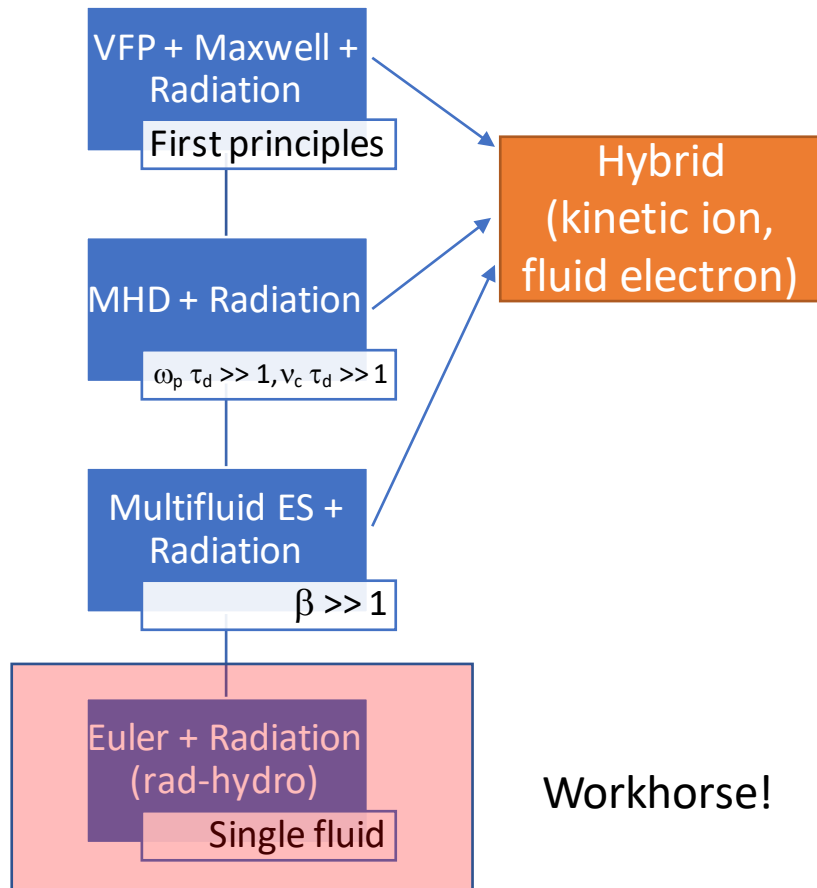 VFP + Maxwell +
Radiation
First principles
Hybrid
(kinetic ion,
fluid electron)
MHD + Radiation
ωp τd >> 1, νc τd >> 1
Multifluid ES +
Radiation
β >> 1
Euler + Radiation
(rad-hydro)
Single fluid
Workhorse!